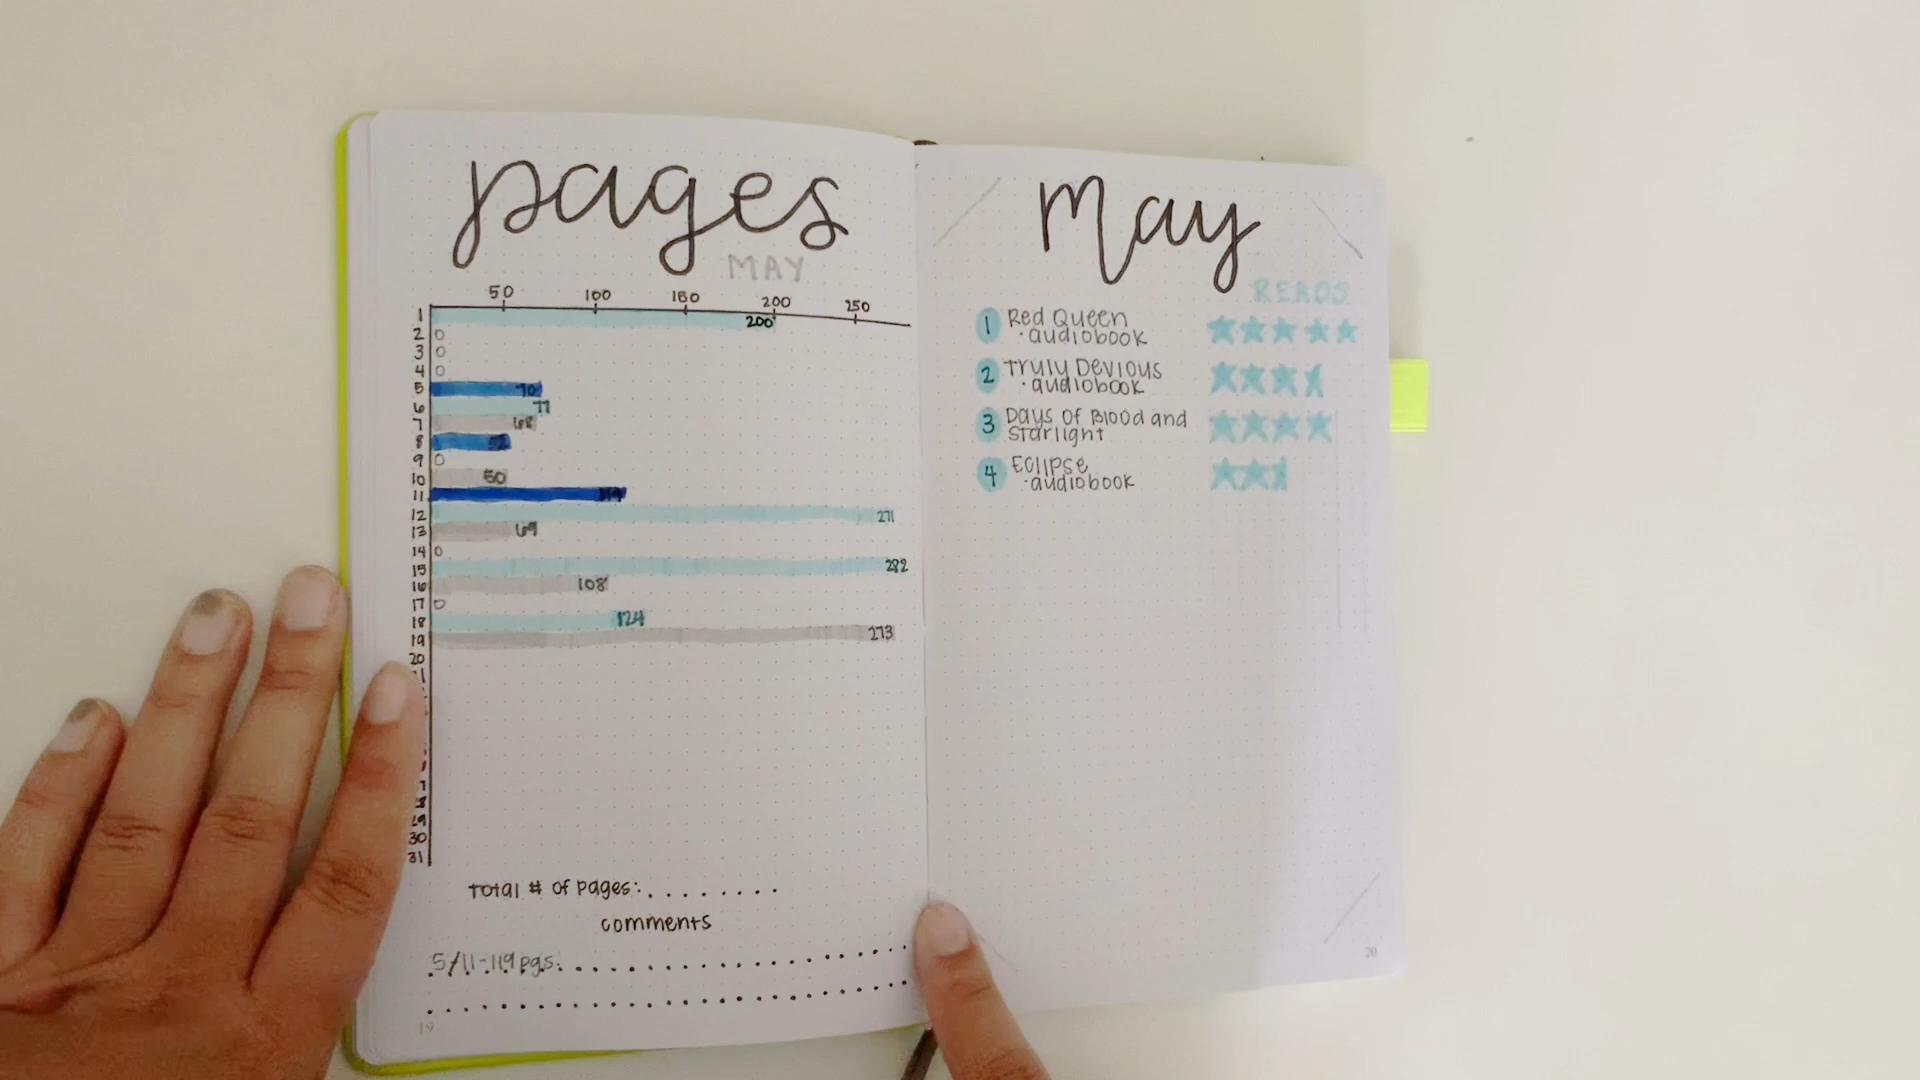 pages
MAY
50 100 150 200 250
1 200
2 0
3 0
4 0
5 70
6 77
7 68
8
9 0
10 50
11 119
12 271
13 69
14 0
15 282
16 108
17 0
18 124
19 273
20
29
30
31
Total # of pages:
comments
5/11-119 pgs.
19
May
READS
1 Red Queen
·audiobook
2 Truly Devious
·audiobook
3 Days of Blood and
Starlight
4 Eclipse
·audiobook
20